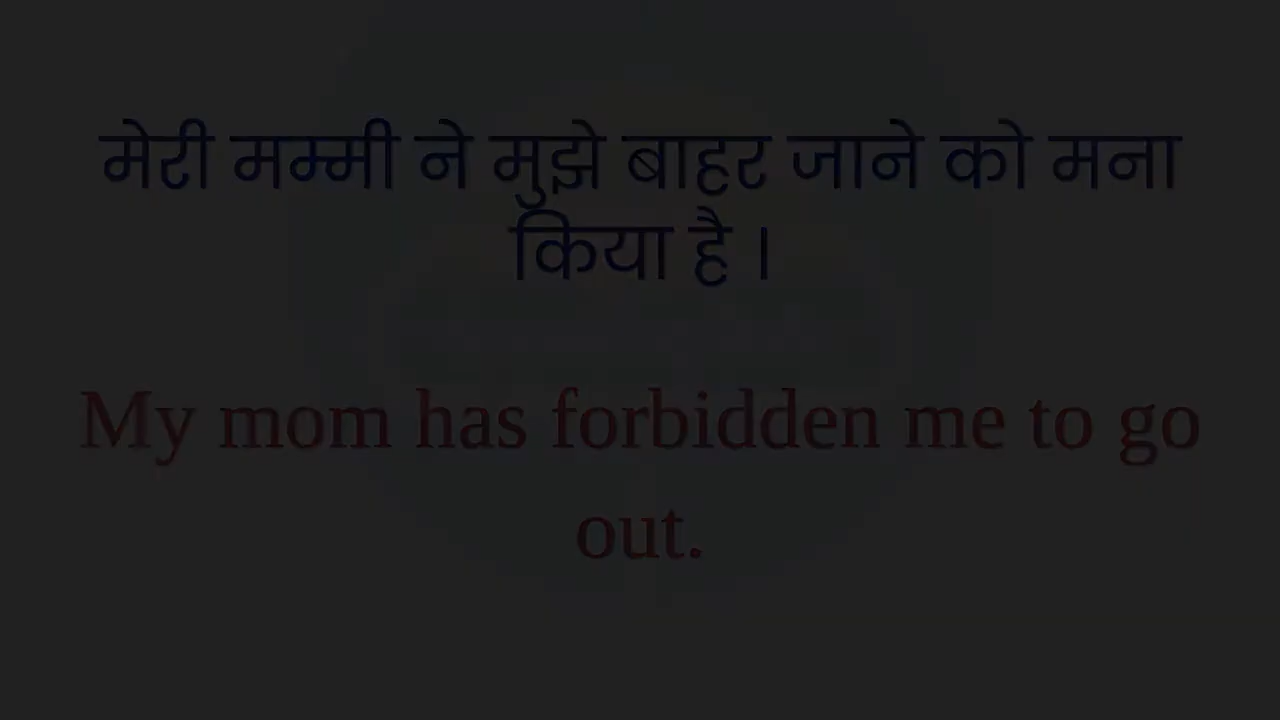 मेरी मम्मी ने मुझे बाहर जाने को मना
किया है ।
My mom has forbidden me to go
out.